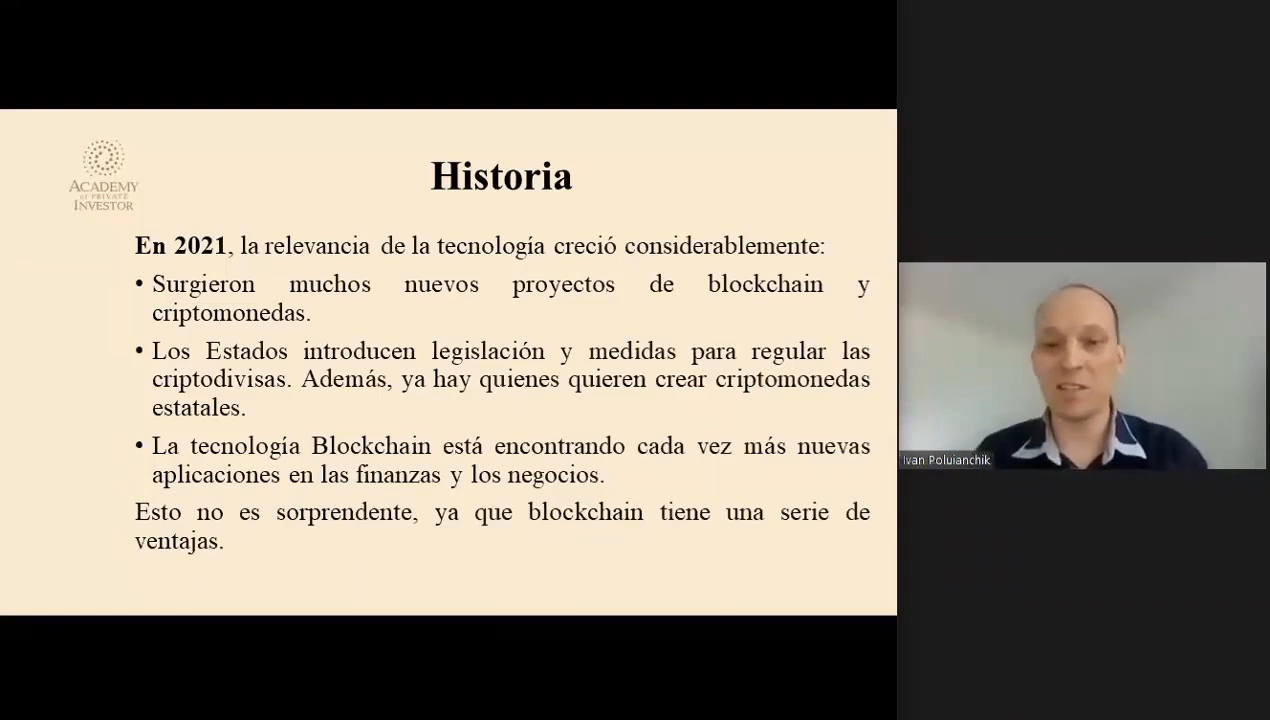 ACADEMY
OF PRIVATE
INVESTOR
Historia
En 2021, la relevancia de la tecnología creció considerablemente:
• Surgieron muchos nuevos proyectos de blockchain y
criptomonedas.
• Los Estados introducen legislación y medidas para regular las
criptodivisas. Además, ya hay quienes quieren crear criptomonedas
estatales.
• La tecnología Blockchain está encontrando cada vez más nuevas
aplicaciones en las finanzas y los negocios.
Esto no es sorprendente, ya que blockchain tiene una serie de
ventajas.
Ivan Poluianchik